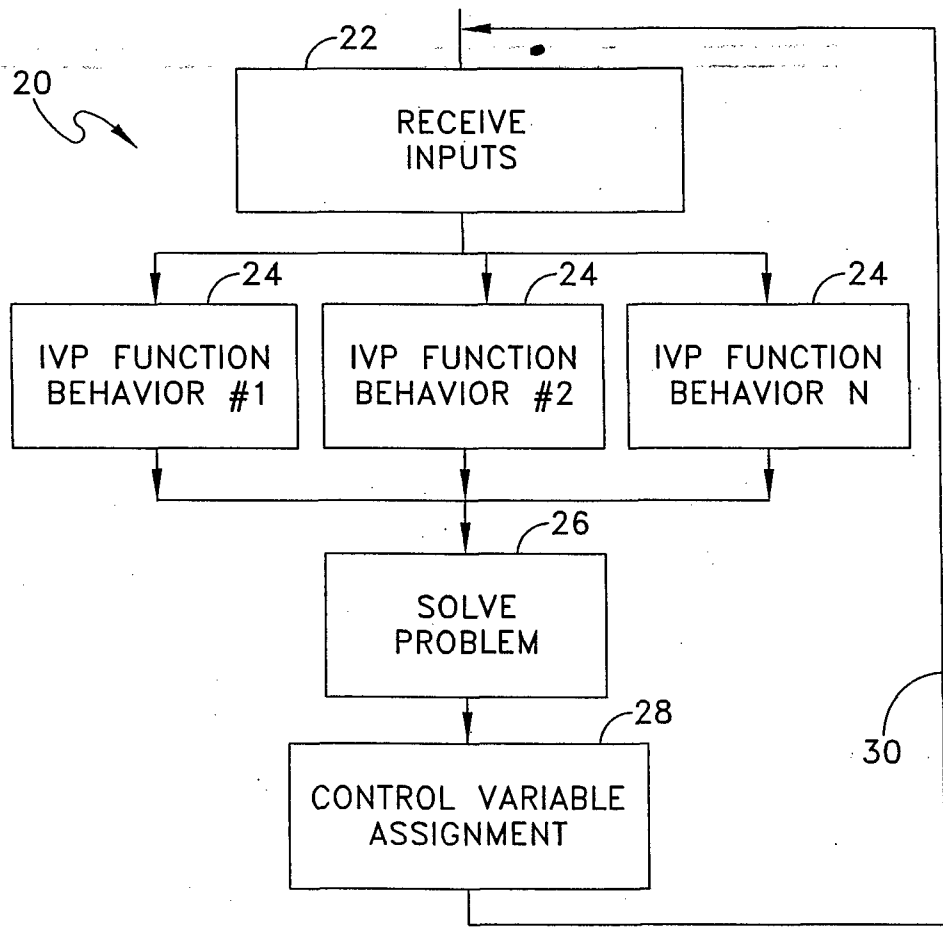 22
20
RECEIVE
INPUTS
24
24
24
IVP FUNCTION
BEHAVIOR #1
IVP FUNCTION
BEHAVIOR #2
IVP FUNCTION
BEHAVIOR N
26
SOLVE
PROBLEM
28
30
CONTROL VARIABLE
ASSIGNMENT